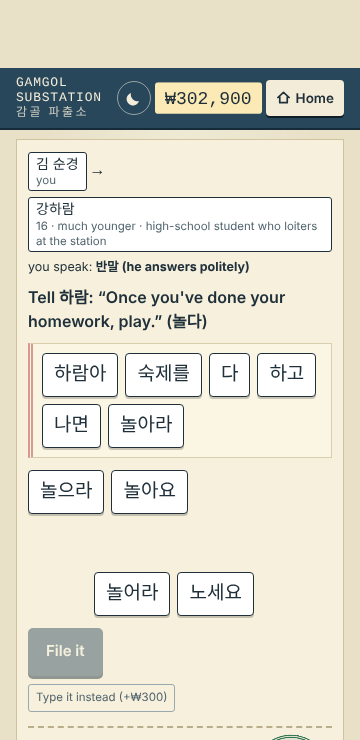 GAMGOL
SUBSTATION
감골 파출소
₩302,900
Home
김 순경
you
→
강하람
16 · much younger · high-school student who loiters
at the station
you speak: 반말 (he answers politely)
Tell 하람: “Once you've done your
homework, play.” (놀다)
하람아 숙제를 다 하고
나면 놀아라
놀으라 놀아요
놀어라 노세요
File it
Type it instead (+₩300)